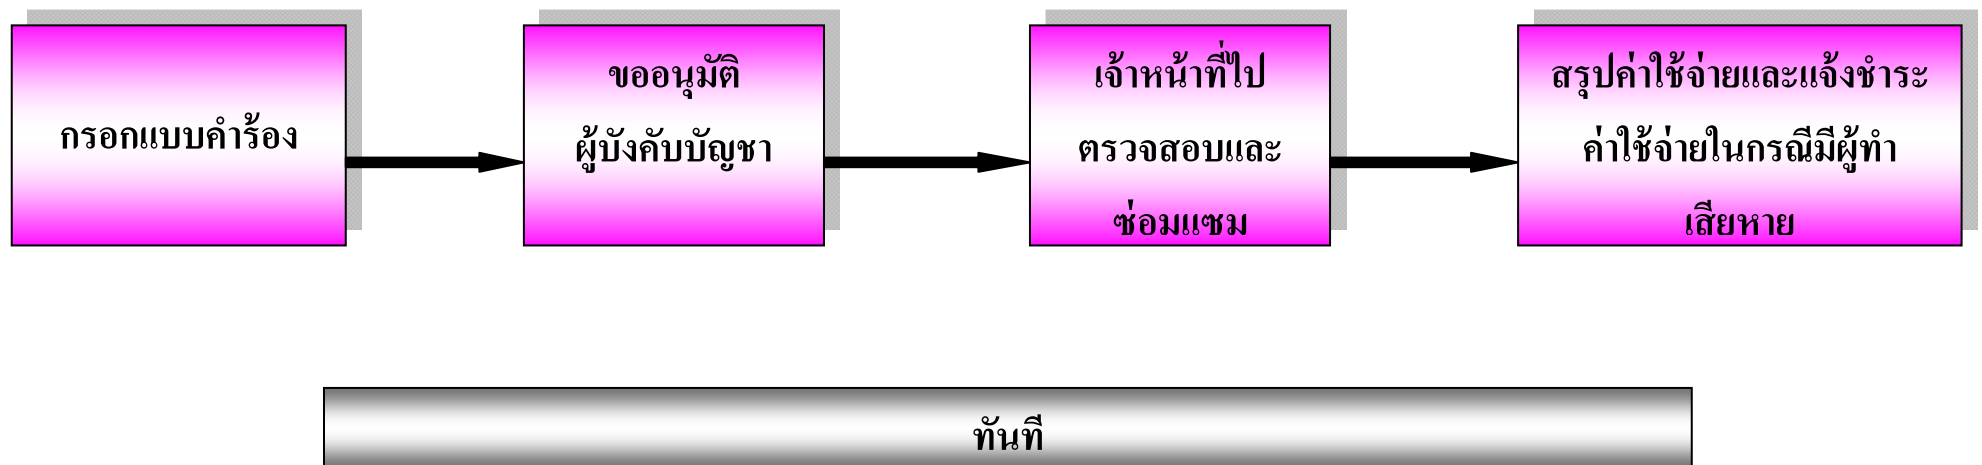 กรอกแบบคำร้อง
ขออนุมัติ
ผู้บังคับบัญชา
เจ้าหน้าที่ไป
ตรวจสอบและ
ซ่อมแซม
สรุปค่าใช้จ่ายและแจ้งชำระ
ค่าใช้จ่ายในกรณีมีผู้ทำ
เสียหาย
ทันที